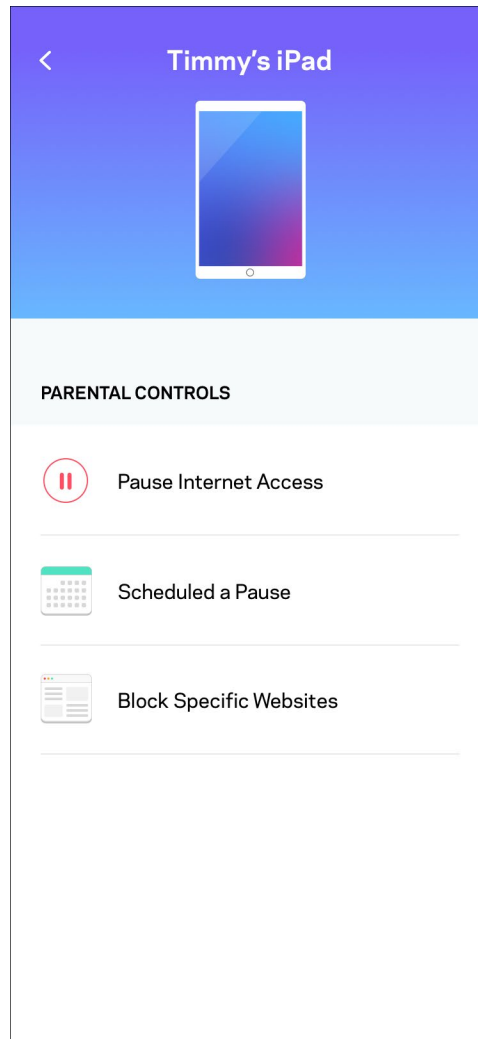 Timmy's iPad
PARENTAL CONTROLS
Pause Internet Access
Scheduled a Pause
Block Specific Websites